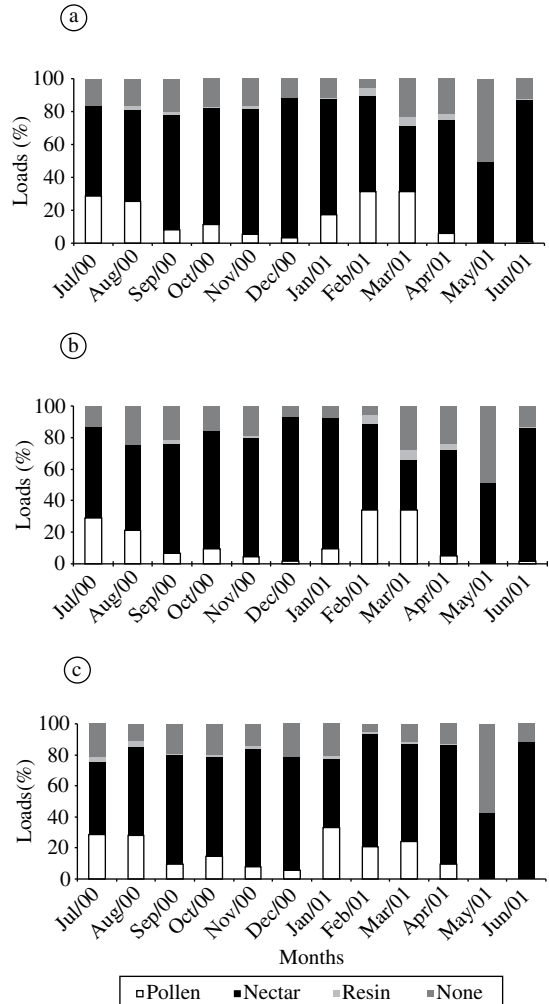 a
100
80
60
40
20
0
Loads (%)
Jul/00 Aug/00 Sep/00 Oct/00 Nov/00 Dec/00 Jan/01 Feb/01 Mar/01 Apr/01 May/01 Jun/01
b
100
80
60
40
20
0
Loads (%)
Jul/00 Aug/00 Sep/00 Oct/00 Nov/00 Dec/00 Jan/01 Feb/01 Mar/01 Apr/01 May/01 Jun/01
c
100
80
60
40
20
0
Loads(%)
Jul/00 Aug/00 Sep/00 Oct/00 Nov/00 Dec/00 Jan/01 Feb/01 Mar/01 Apr/01 May/01 Jun/01
Months
Pollen Nectar Resin None